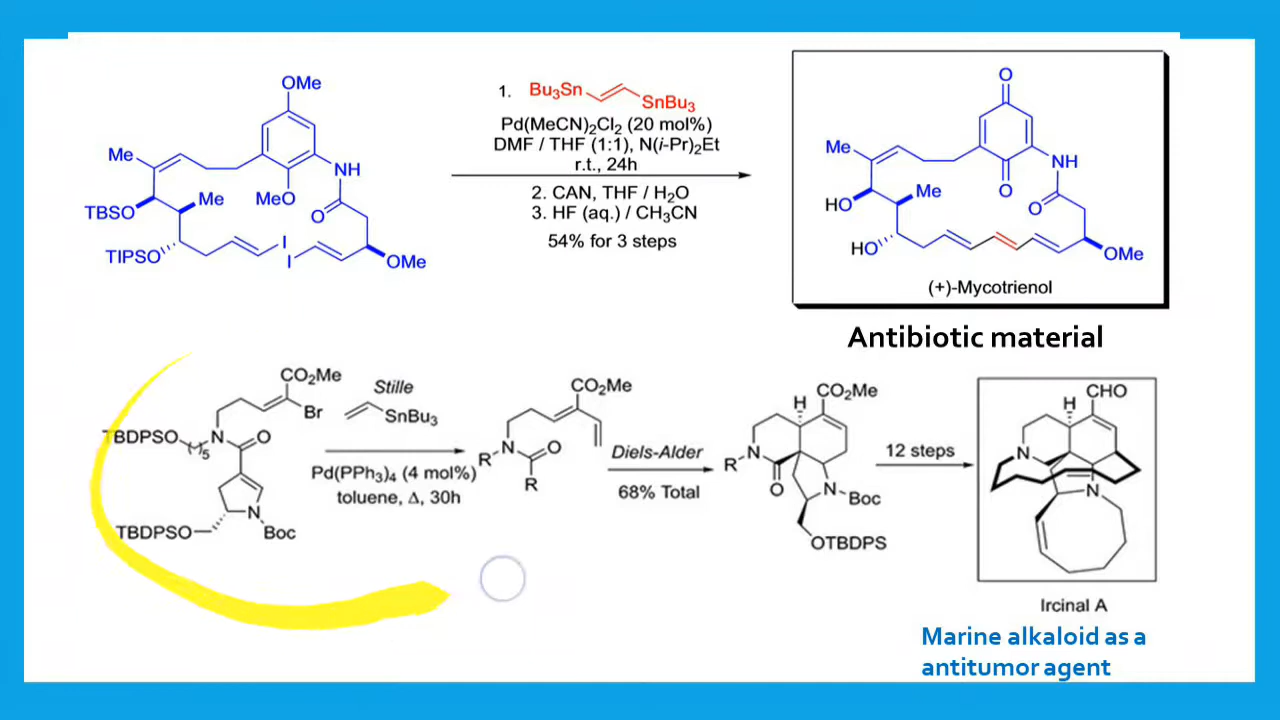 OMe
NH
MeO
O
Me
TBSO
Me
TIPSO
I
I
OMe
1. Bu₃Sn SnBu₃
Pd(MeCN)₂Cl₂ (20 mol%)
DMF / THF (1:1), N(i-Pr)₂Et
r.t., 24h
2. CAN, THF / H₂O
3. HF (aq.) / CH₃CN
54% for 3 steps
O
O
NH
O
Me
HO
Me
HO
OMe
(+)-Mycotrienol
Antibiotic material
CO₂Me
Br
TBDPSO
5
N
O
N
TBDPSO
Boc
Stille
SnBu₃
Pd(PPh₃)₄ (4 mol%)
toluene, Δ, 30h
CO₂Me
N
R
O
R
Diels-Alder
68% Total
CO₂Me
H
R
N
O
N
Boc
OTBDPS
12 steps
CHO
H
N
N
Ircinal A
Marine alkaloid as a
antitumor agent